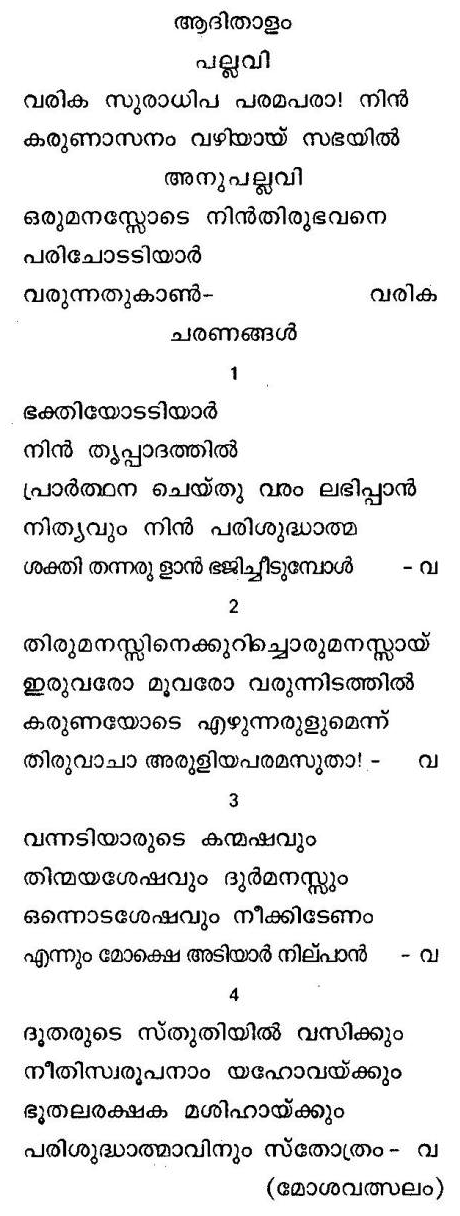 ആദിതാളം
പല്ലവി
വരിക സുരാധിപ പരമപരാ! നിൻ
കരുണാസനം വഴിയായ് സഭയിൽ
അനുപല്ലവി
ഒരുമനസ്സോടെ നിൻതിരുഭവനെ
പരിചോടടിയാർ
വരുന്നതുകാൺ- വരിക
ചരണങ്ങൾ
1
ഭക്തിയോടടിയാർ
നിൻ തൃപ്പാദത്തിൽ
പ്രാർത്ഥന ചെയ്തു വരം ലഭിപ്പാൻ
നിത്യവും നിൻ പരിശുദ്ധാത്മ
ശക്തി തന്നരു ളാൻ ഭജിച്ചീടുമ്പോൾ - വ
2
തിരുമനസ്സിനെക്കുറിച്ചൊരുമനസ്സായ്
ഇരുവരോ മൂവരോ വരുന്നിടത്തിൽ
കരുണയോടെ എഴുന്നരുളുമെന്ന്
തിരുവാചാ അരുളിയപരമസുതാ! - വ
3
വന്നടിയാരുടെ കന്മഷവും
തിന്മയശേഷവും ദുർമനസ്സും
ഒന്നൊടശേഷവും നീക്കിടേണം
എന്നും മോക്ഷെ അടിയാർ നില്പാൻ - വ
4
ദൂതരുടെ സ്തുതിയിൽ വസിക്കും
നീതിസ്വരൂപനാം യഹോവയ്ക്കും
ഭൂതലരക്ഷക മശിഹായ്ക്കും
പരിശുദ്ധാത്മാവിനും സ്തോത്രം - വ
(മോശവത്സലം)